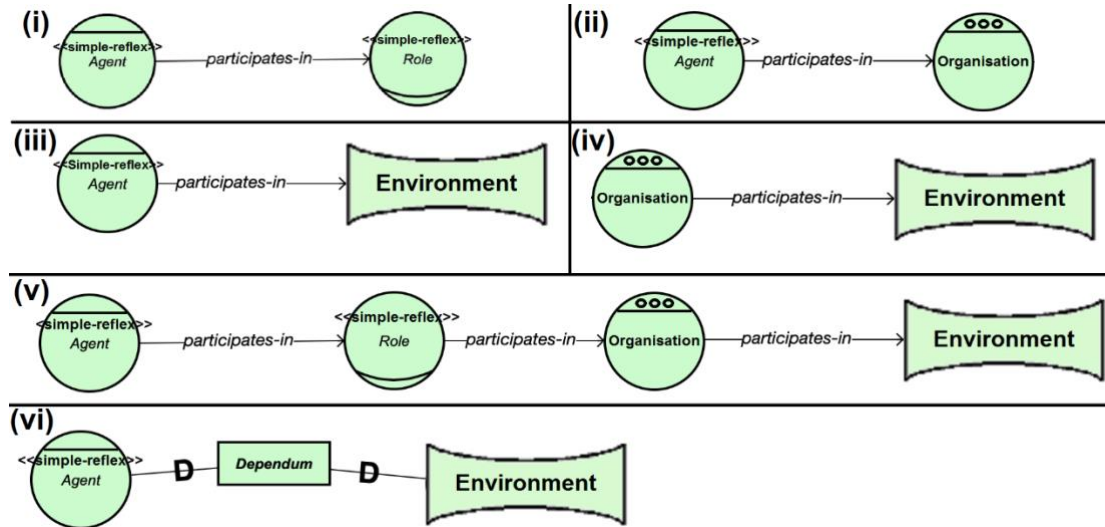 (i)
<<simple-reflex>>
Agent
participates-in
<<simple-reflex>>
Role
(ii)
<<simple-reflex>>
Agent
participates-in
Organisation
(iii)
<<Simple-reflex>>
Agent
participates-in
Environment
(iv)
Organisation
participates-in
Environment
(v)
<simple-reflex>>
Agent
participates-in
<<simple-reflex>>
Role
participates-in
Organisation
participates-in
Environment
(vi)
<<simple-reflex>>
Agent
D
Dependum
D
Environment